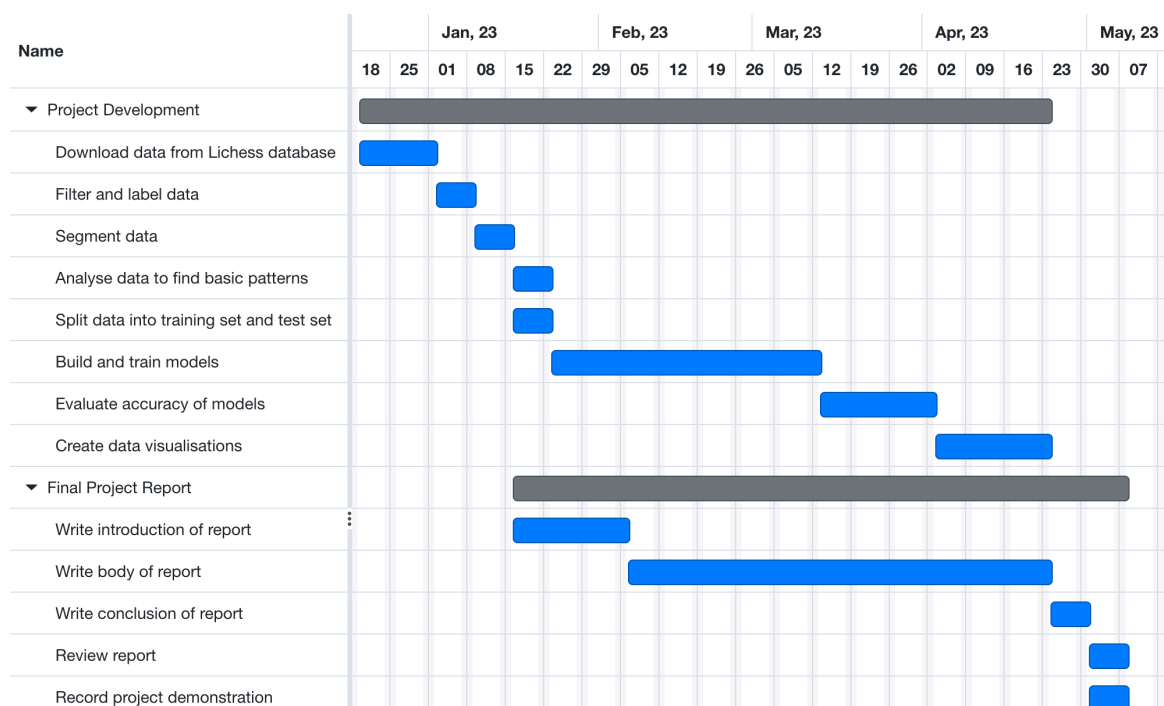 Jan, 23 Feb, 23 Mar, 23 Apr, 23 May, 23
Name
18 25 01 08 15 22 29 05 12 19 26 05 12 19 26 02 09 16 23 30 07
Project Development
Download data from Lichess database
Filter and label data
Segment data
Analyse data to find basic patterns
Split data into training set and test set
Build and train models
Evaluate accuracy of models
Create data visualisations
Final Project Report
Write introduction of report
Write body of report
Write conclusion of report
Review report
Record project demonstration